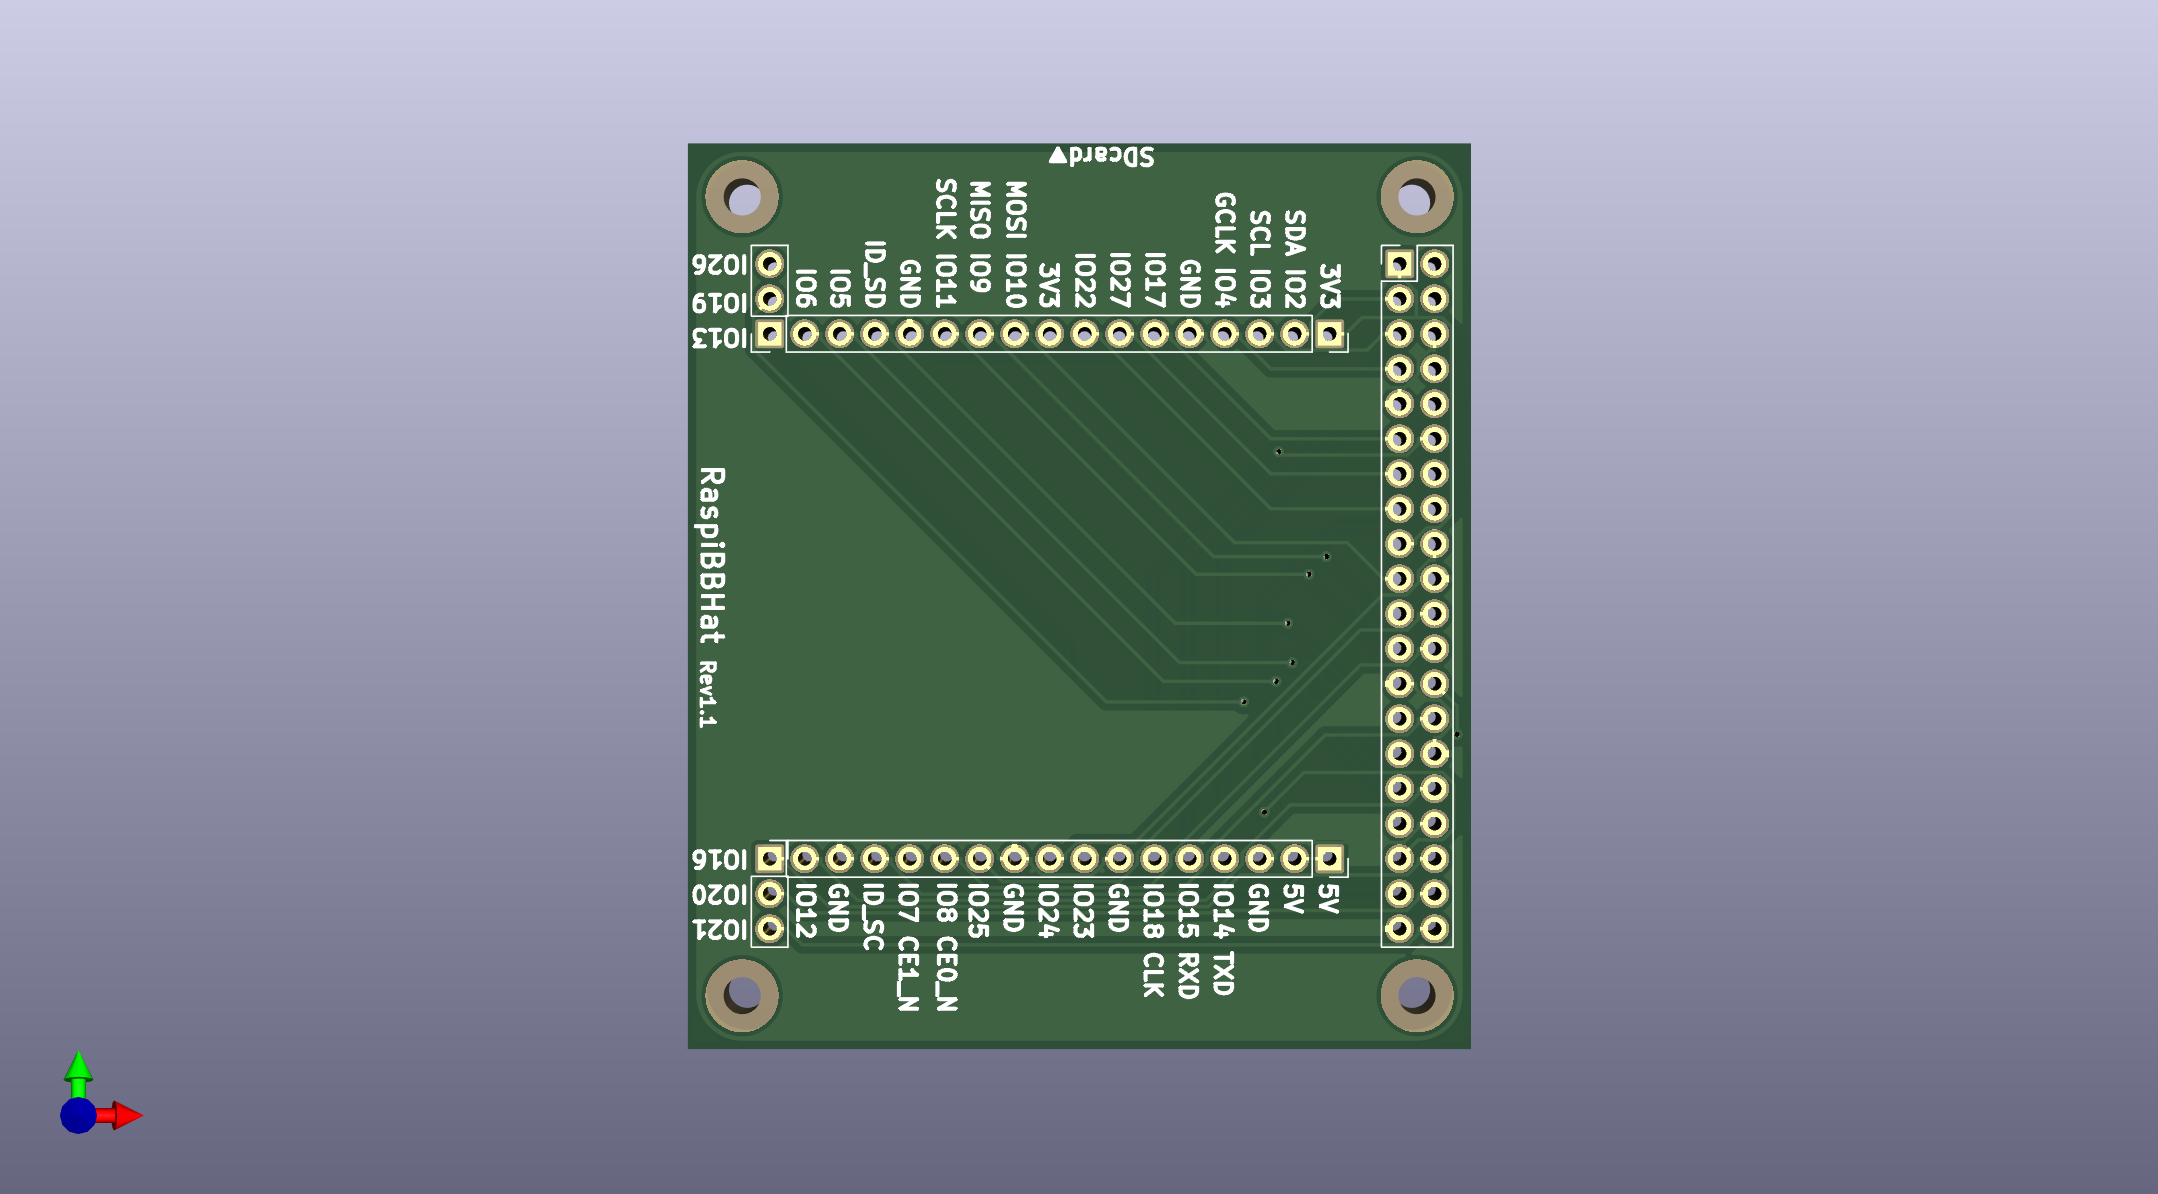 SDcard
SCLK IO11
MISO IO9
MOSI IO10
GCLK IO4
SCL IO3
SDA IO2
IO26
IO19
IO13
IO6
IO5
ID_SD
GND
3V3
IO22
IO27
IO17
GND
3V3
RaspiBBHat Rev1.1
IO16
IO20
IO21
IO12
GND
ID_SC
IO7 CE1_N
IO8 CE0_N
IO25
GND
IO24
IO23
GND
IO18 CLK
IO15 RXD
IO14 TXD
GND
5V
5V